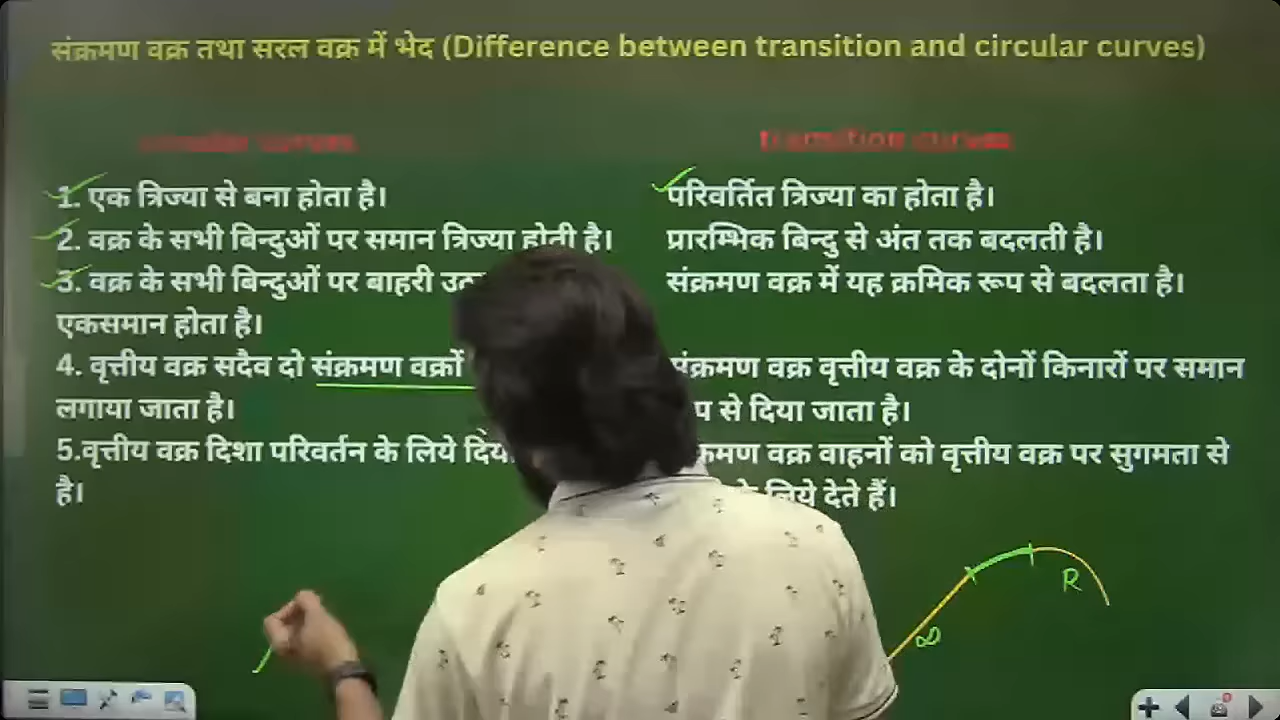 संक्रमण वक्र तथा सरल वक्र में भेद (Difference between transition and circular curves)
circular curves
transition curves
1. एक त्रिज्या से बना होता है।
2. वक्र के सभी बिन्दुओं पर समान त्रिज्या होती है।
3. वक्र के सभी बिन्दुओं पर बाहरी
एकसमान होता है।
4. वृत्तीय वक्र सदैव दो संक्रमण वक्रों
लगाया जाता है।
5.वृत्तीय वक्र दिशा परिवर्तन के लिये
है।
परिवर्तित त्रिज्या का होता है।
प्रारम्भिक बिन्दु से अंत तक बदलती है।
संक्रमण वक्र में यह क्रमिक रूप से बदलता है।
संक्रमण वक्र वृत्तीय वक्र के दोनों किनारों पर समान
से दिया जाता है।
वक्र वाहनों को वृत्तीय वक्र पर सुगमता से
लिये देते हैं।
R
∞